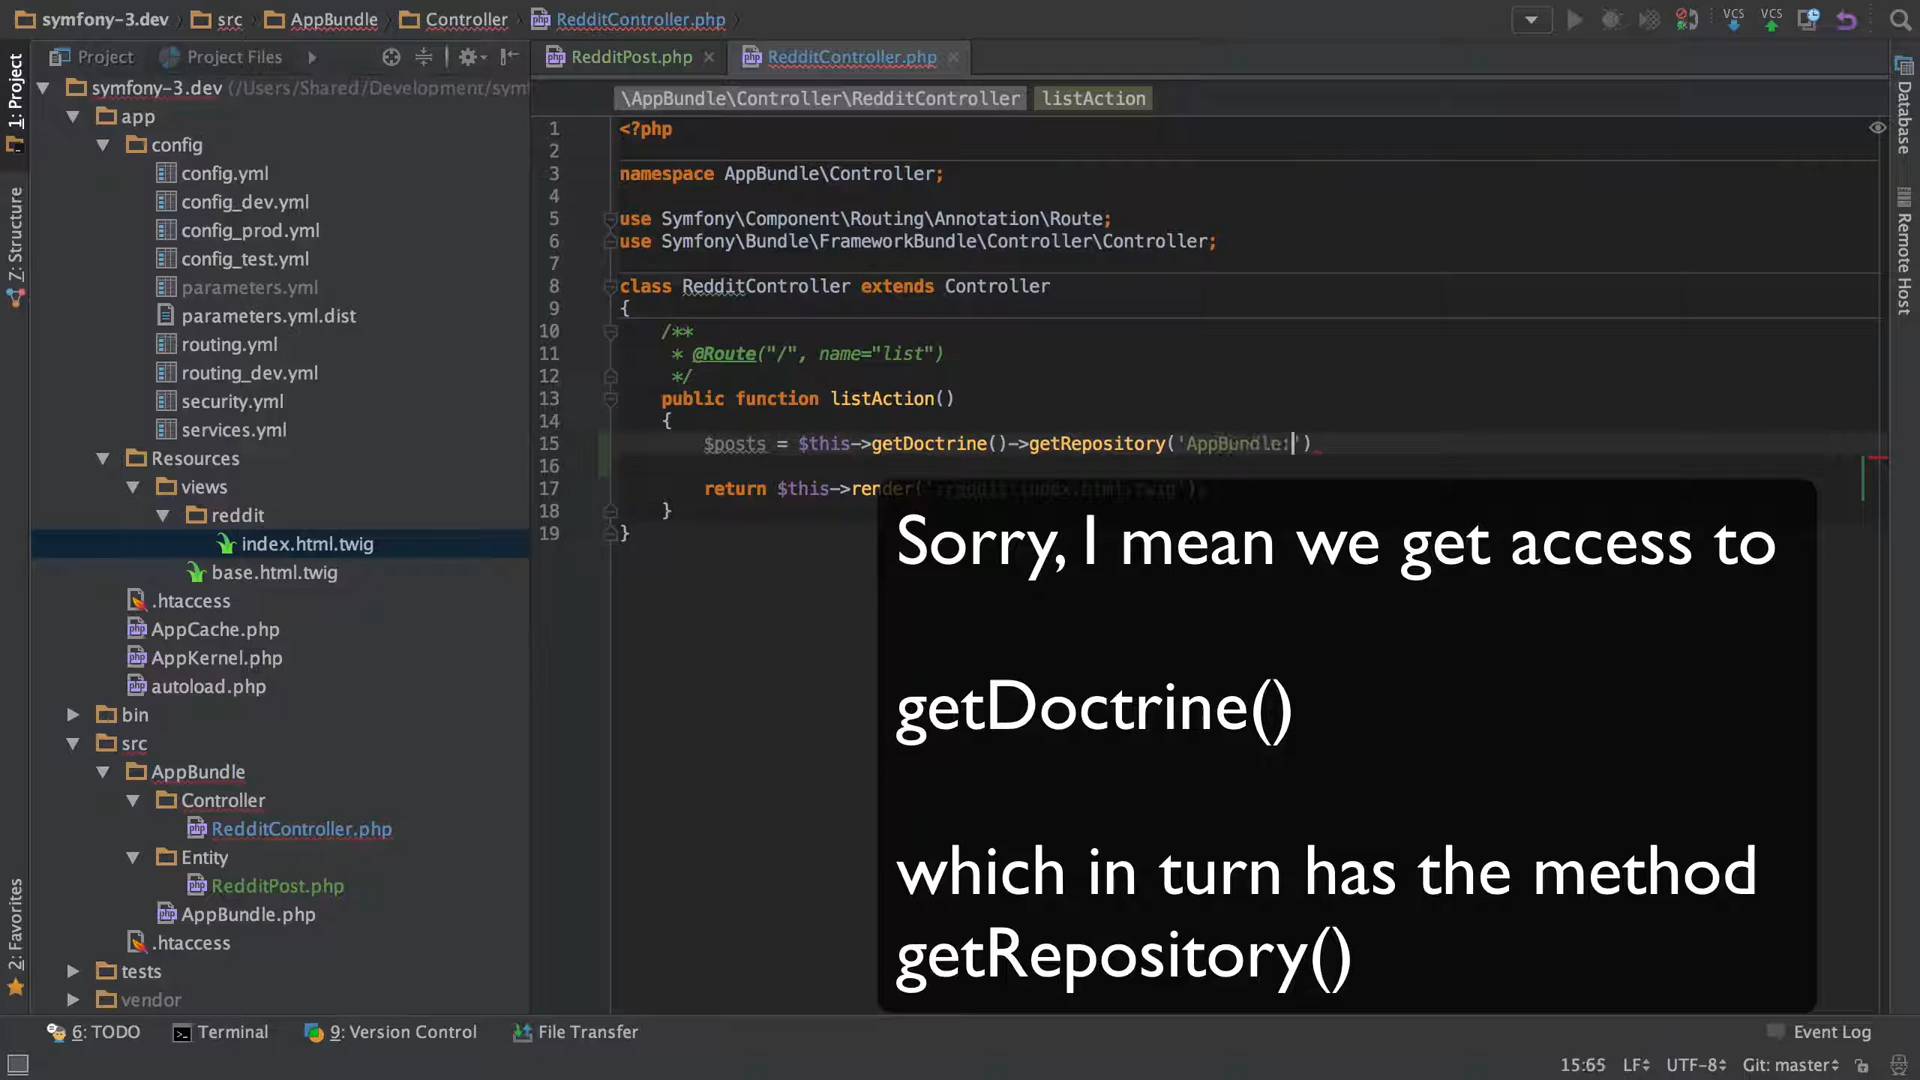 symfony-3.dev src AppBundle Controller RedditController.php
VCS VCS
1: Project
Z: Structure
2: Favorites
Project Project Files
symfony-3.dev (/Users/Shared/Development/sym
app
config
config.yml
config_dev.yml
config_prod.yml
config_test.yml
parameters.yml
parameters.yml.dist
routing.yml
routing_dev.yml
security.yml
services.yml
Resources
views
reddit
index.html.twig
base.html.twig
.htaccess
AppCache.php
AppKernel.php
autoload.php
bin
src
AppBundle
Controller
RedditController.php
Entity
RedditPost.php
AppBundle.php
.htaccess
tests
vendor
RedditPost.php RedditController.php
\AppBundle\Controller\RedditController listAction
1 <?php
2
3 namespace AppBundle\Controller;
4
5 use Symfony\Component\Routing\Annotation\Route;
6 use Symfony\Bundle\FrameworkBundle\Controller\Controller;
7
8 class RedditController extends Controller
9 {
10 /**
11 * @Route("/", name="list")
12 */
13 public function listAction()
14 {
15 $posts = $this->getDoctrine()->getRepository('AppBundle:')
16
17 return $this->render(
18 }
19 }
Sorry, I mean we get access to
getDoctrine()
which in turn has the method
getRepository()
Database
Remote Host
6: TODO Terminal 9: Version Control File Transfer Event Log
15:65 LF UTF-8 Git: master